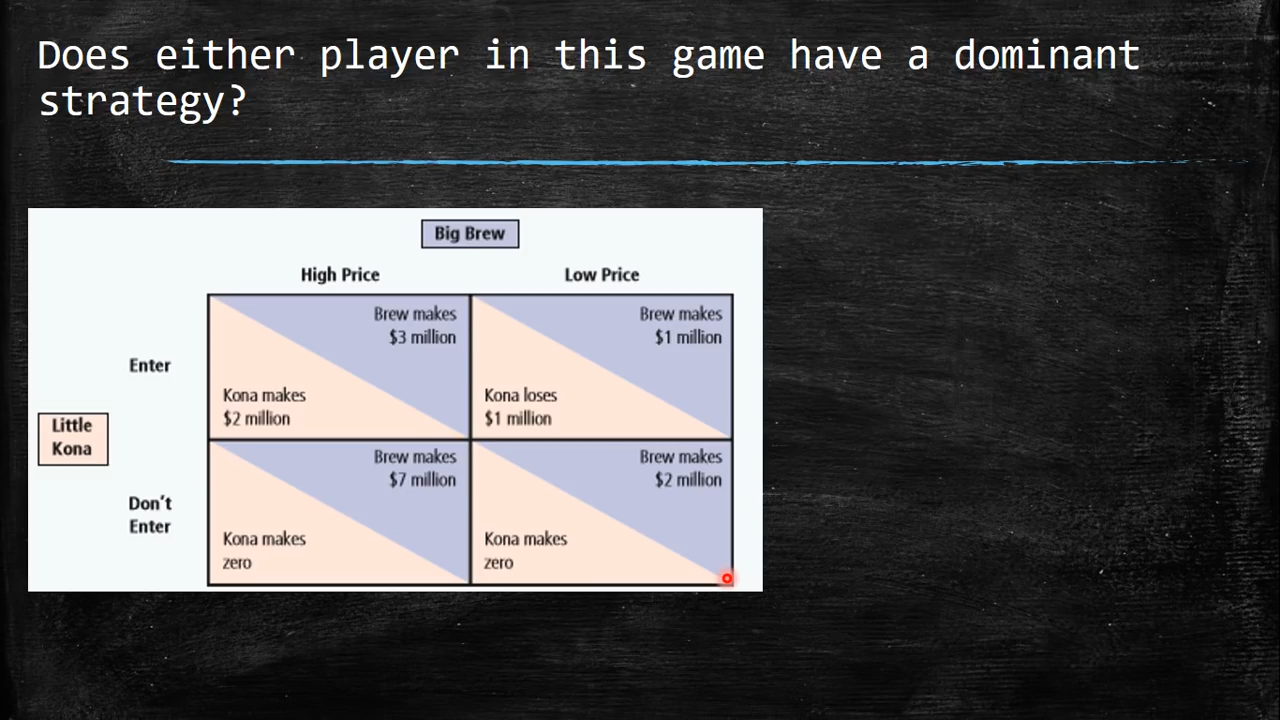 Does either player in this game have a dominant
strategy?
Big Brew
High Price
Low Price
Brew makes
$3 million
Brew makes
$1 million
Enter
Kona makes
$2 million
Kona loses
$1 million
Little
Kona
Brew makes
$7 million
Brew makes
$2 million
Don't
Enter
Kona makes
zero
Kona makes
zero